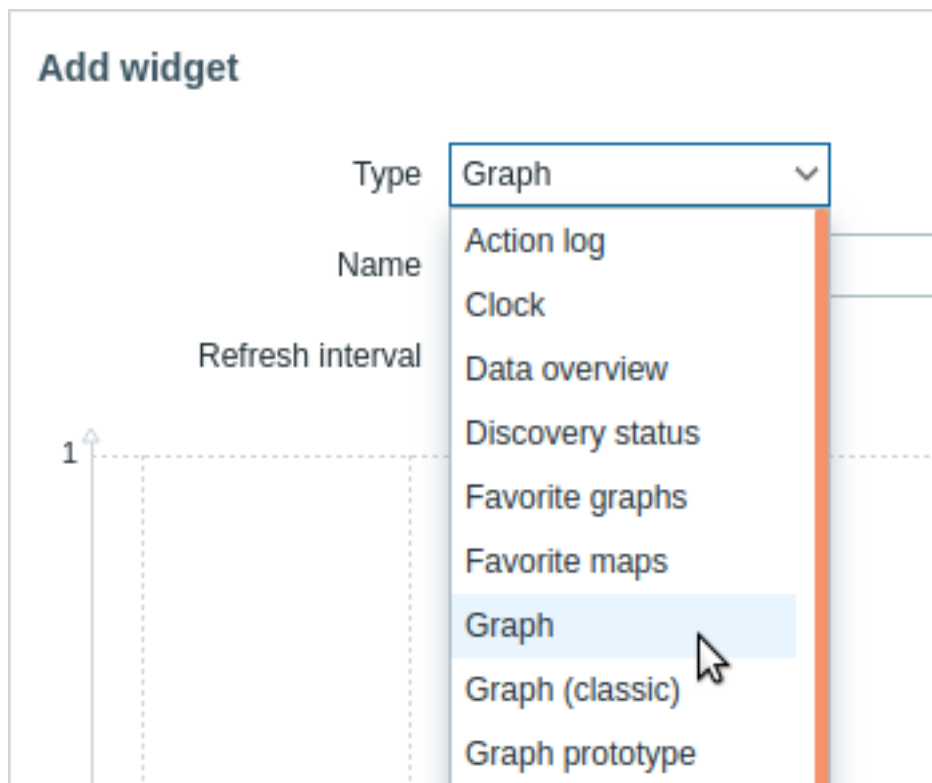 Add widget
Type Graph
Action log
Name
Clock
Refresh interval
Data overview
Discovery status
1
Favorite graphs
Favorite maps
Graph
Graph (classic)
Graph prototype